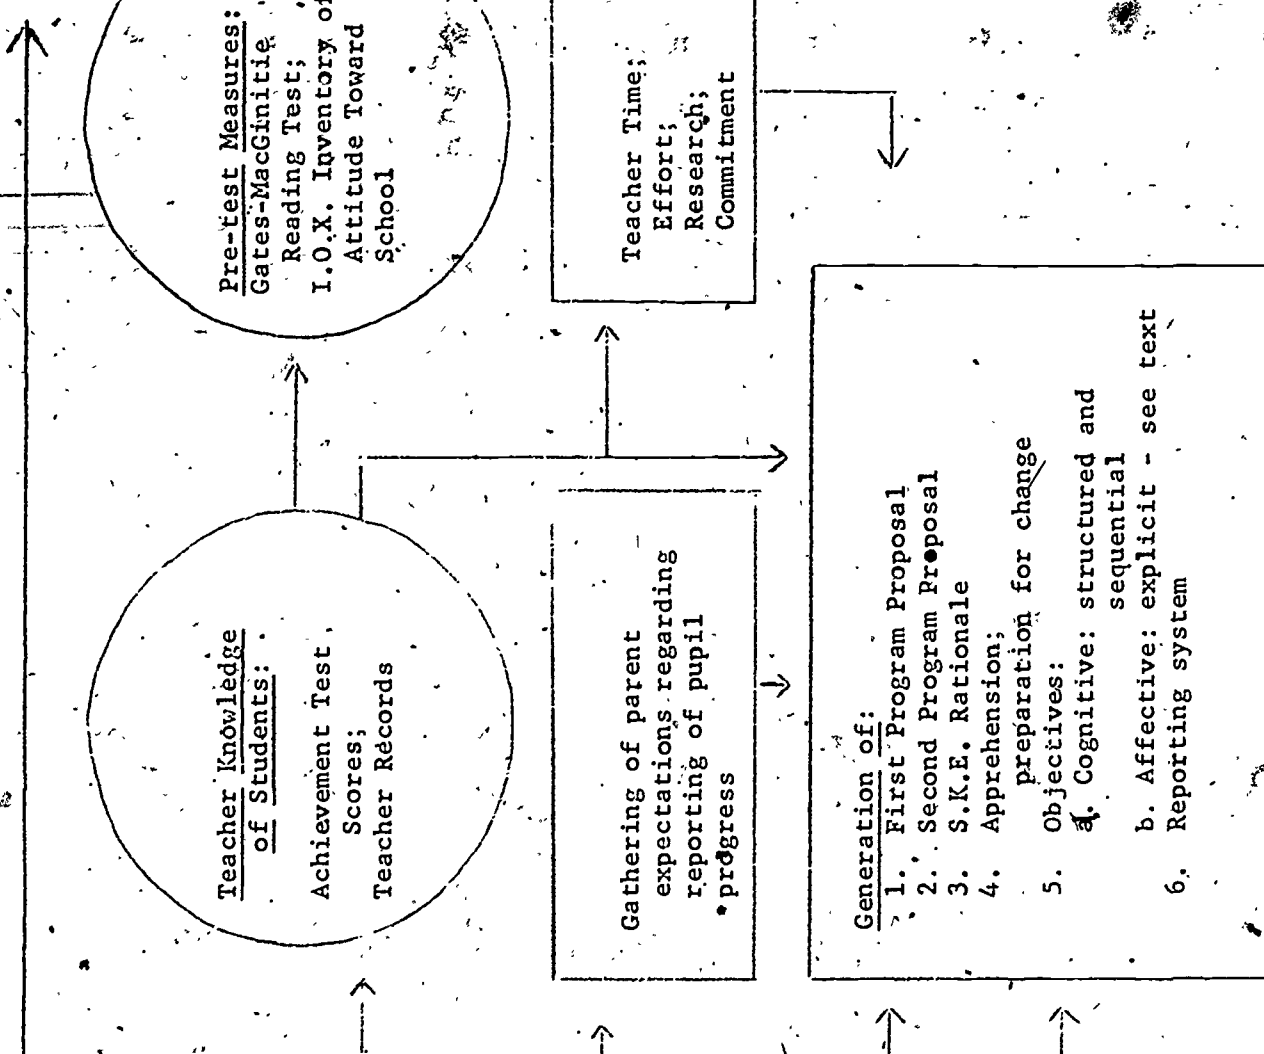 Teacher Knowledge
of Students:
Achievement Test
Scores;
Teacher Records
Pre-test Measures:
Gates-MacGinitie
Reading Test;
I.O.X. Inventory of
Attitude Toward
School
Gathering of parent
expectations regarding
reporting of pupil
progress
Teacher Time;
Effort;
Research;
Commitment
Generation of:
1. First Program Proposal
2. Second Program Proposal
3. S.K.E. Rationale
4. Apprehension;
preparation for change
5. Objectives:
a. Cognitive: structured and
sequential
b. Affective: explicit - see text
6. Reporting system